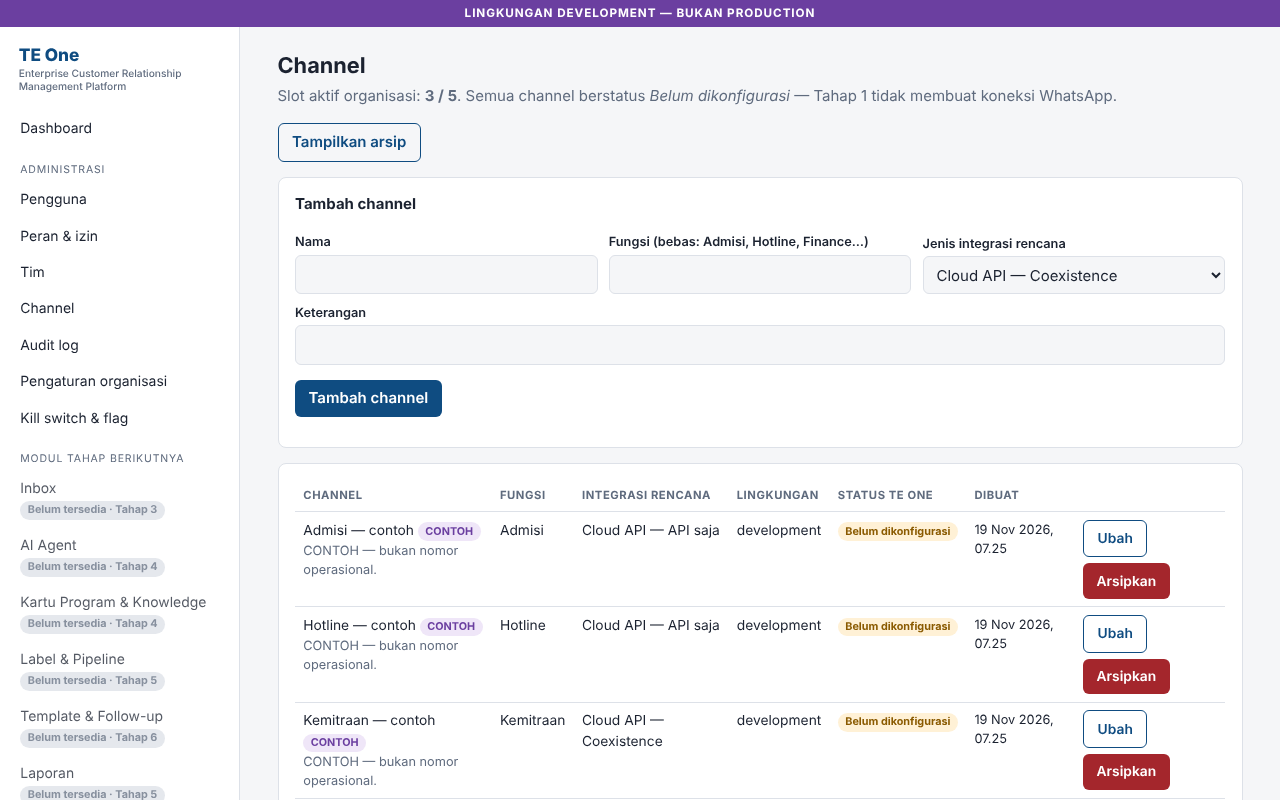 LINGKUNGAN DEVELOPMENT — BUKAN PRODUCTION
TE One
Enterprise Customer Relationship
Management Platform
Dashboard
ADMINISTRASI
Pengguna
Peran & izin
Tim
Channel
Audit log
Pengaturan organisasi
Kill switch & flag
MODUL TAHAP BERIKUTNYA
Inbox
Belum tersedia · Tahap 3
AI Agent
Belum tersedia · Tahap 4
Kartu Program & Knowledge
Belum tersedia · Tahap 4
Label & Pipeline
Belum tersedia · Tahap 5
Template & Follow-up
Belum tersedia · Tahap 6
Laporan
Belum tersedia · Tahap 5
Channel
Slot aktif organisasi: 3 / 5. Semua channel berstatus Belum dikonfigurasi — Tahap 1 tidak membuat koneksi WhatsApp.
Tampilkan arsip
Tambah channel
Nama
Fungsi (bebas: Admisi, Hotline, Finance...)
Jenis integrasi rencana
Cloud API — Coexistence
Keterangan
Tambah channel
CHANNEL FUNGSI INTEGRASI RENCANA LINGKUNGAN STATUS TE ONE DIBUAT
Admisi — contoh CONTOH Admisi Cloud API — API saja development Belum dikonfigurasi 19 Nov 2026, Ubah
CONTOH — bukan nomor 07.25
operasional. Arsipkan
Hotline — contoh CONTOH Hotline Cloud API — API saja development Belum dikonfigurasi 19 Nov 2026, Ubah
CONTOH — bukan nomor 07.25
operasional. Arsipkan
Kemitraan — contoh Kemitraan Cloud API — development Belum dikonfigurasi 19 Nov 2026, Ubah
CONTOH Coexistence 07.25
CONTOH — bukan nomor Arsipkan
operasional.